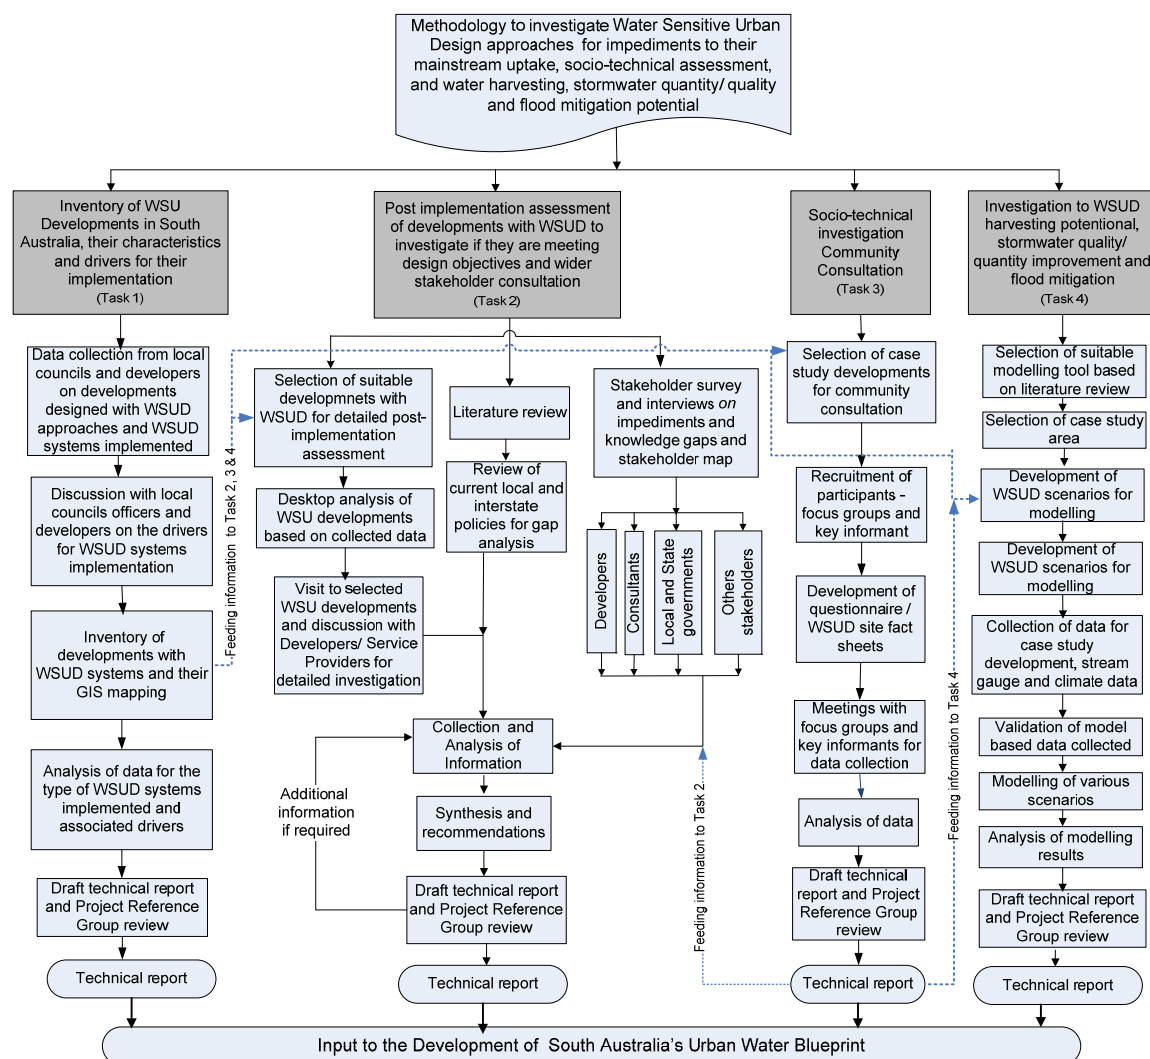 Methodology to investigate Water Sensitive Urban
Design approaches for impediments to their
mainstream uptake, socio-technical assessment,
and water harvesting, stormwater quantity/ quality
and flood mitigation potential
Inventory of WSU
Developments in South
Australia, their characteristics
and drivers for their
implementation
(Task 1)
Data collection from local
councils and developers on
developments
designed with WSUD
approaches and WSUD
systems implemented
Discussion with local
councils officers and
developers on the drivers
for WSUD systems
implementation
Inventory of
developments with
WSUD systems and their
GIS mapping
Analysis of data for the
type of WSUD systems
implemented and
associated drivers
Draft technical report
and Project Reference
Group review
Technical report
Feeding information to Task 2, 3 & 4
Post implementation assessment
of developments with WSUD to
investigate if they are meeting
design objectives and wider
stakeholder consultation
(Task 2)
Selection of suitable
developmnets with
WSUD for detailed post-
implementation
assessment
Desktop analysis of
WSU developments
based on collected data
Visit to selected
WSU developments
and discussion with
Developers/ Service
Providers for
detailed investigation
Literature review
Review of
current local and
interstate
policies for gap
analysis
Stakeholder survey
and interviews on
impediments and
knowledge gaps and
stakeholder map
Developers
Consultants
Local and State
governments
Others
stakeholders
Collection and
Analysis of
Information
Additional
information
if required
Synthesis and
recommendations
Draft technical report
and Project Reference
Group review
Technical report
Feeding information to Task 2
Socio-technical
investigation
Community
Consultation
(Task 3)
Selection of case
study developments
for community
consultation
Recruitment of
participants -
focus groups and
key informant
Development of
questionnaire /
WSUD site fact
sheets
Meetings with
focus groups and
key informants for
data collection
Analysis of data
Draft technical
report and Project
Reference Group
review
Technical report
Feeding information to Task 4
Investigation to WSUD
harvesting potentional,
stormwater quality/
quantity improvement and
flood mitigation
(Task 4)
Selection of suitable
modelling tool based
on literature review
Selection of case study
area
Development of
WSUD scenarios for
modelling
Development of
WSUD scenarios for
modelling
Collection of data for
case study
development, stream
gauge and climate data
Validation of model
based data collected
Modelling of various
scenarios
Analysis of modelling
results
Draft technical report
and Project Reference
Group review
Technical report
Input to the Development of South Australia's Urban Water Blueprint